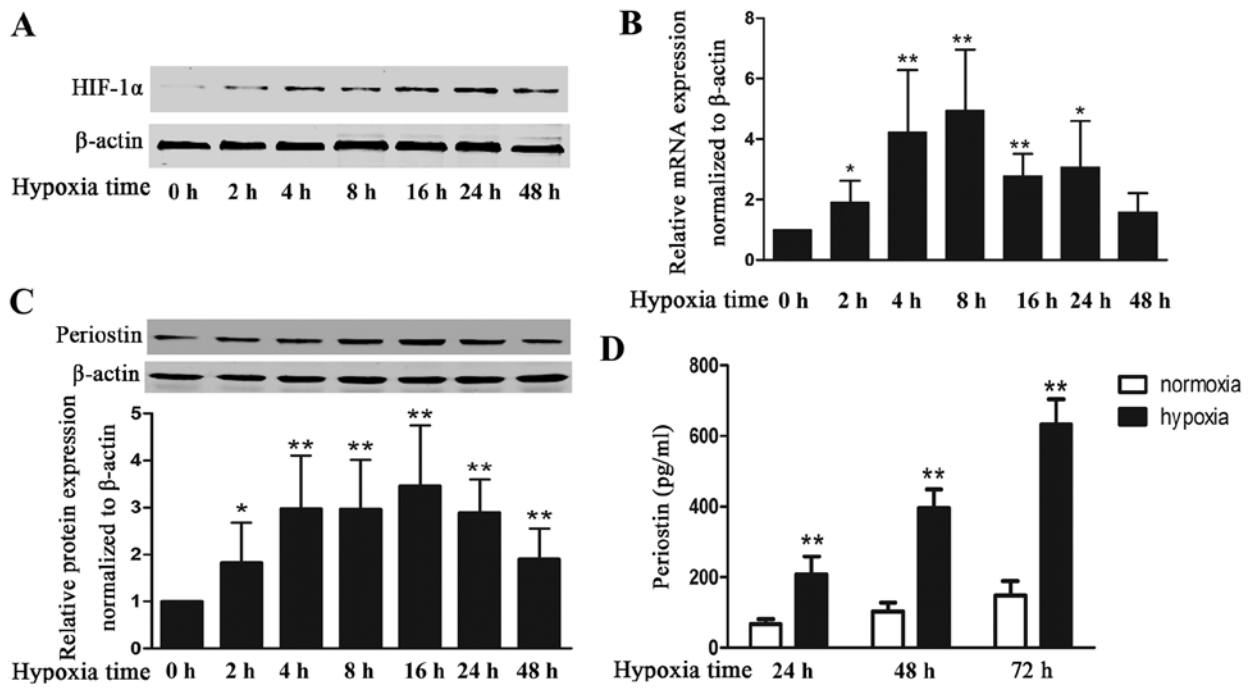 A
HIF-1α
β-actin
Hypoxia time 0 h 2 h 4 h 8 h 16 h 24 h 48 h
B
Relative mRNA expression
normalized to β-actin
8
6
4
2
0
* ** ** ** *
Hypoxia time 0 h 2 h 4 h 8 h 16 h 24 h 48 h
C
Periostin
β-actin
Relative protein expression
normalized to β-actin
5
4
3
2
1
0
* ** ** ** ** **
Hypoxia time 0 h 2 h 4 h 8 h 16 h 24 h 48 h
D
Periostin (pg/ml)
800
600
400
200
0
** ** **
normoxia
hypoxia
Hypoxia time 24 h 48 h 72 h